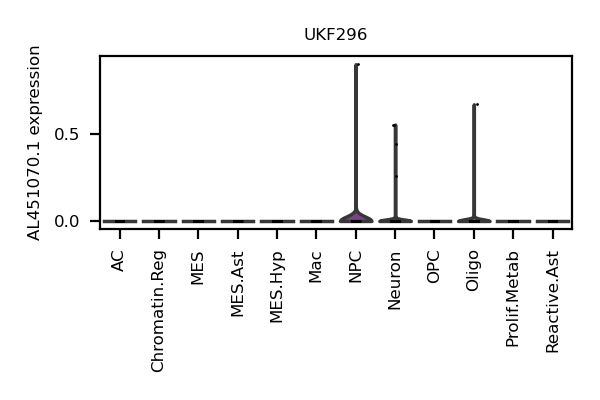 UKF296
AL451070.1 expression
0.5
0.0
AC
Chromatin.Reg
MES
MES.Ast
MES.Hyp
Mac
NPC
Neuron
OPC
Oligo
Prolif.Metab
Reactive.Ast